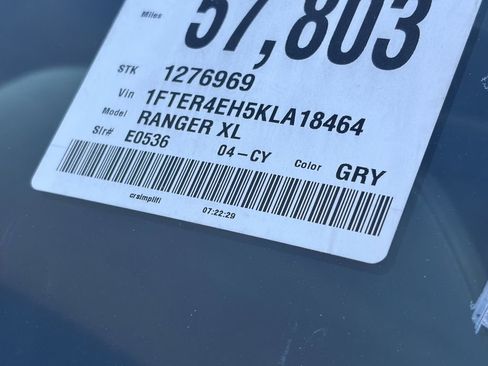 Miles 57,803
STK 1276969
Vin 1FTER4EH5KLA18464
Model RANGER XL
Slr# E0536 04-CY Color GRY
crsimplifi 07:22:29